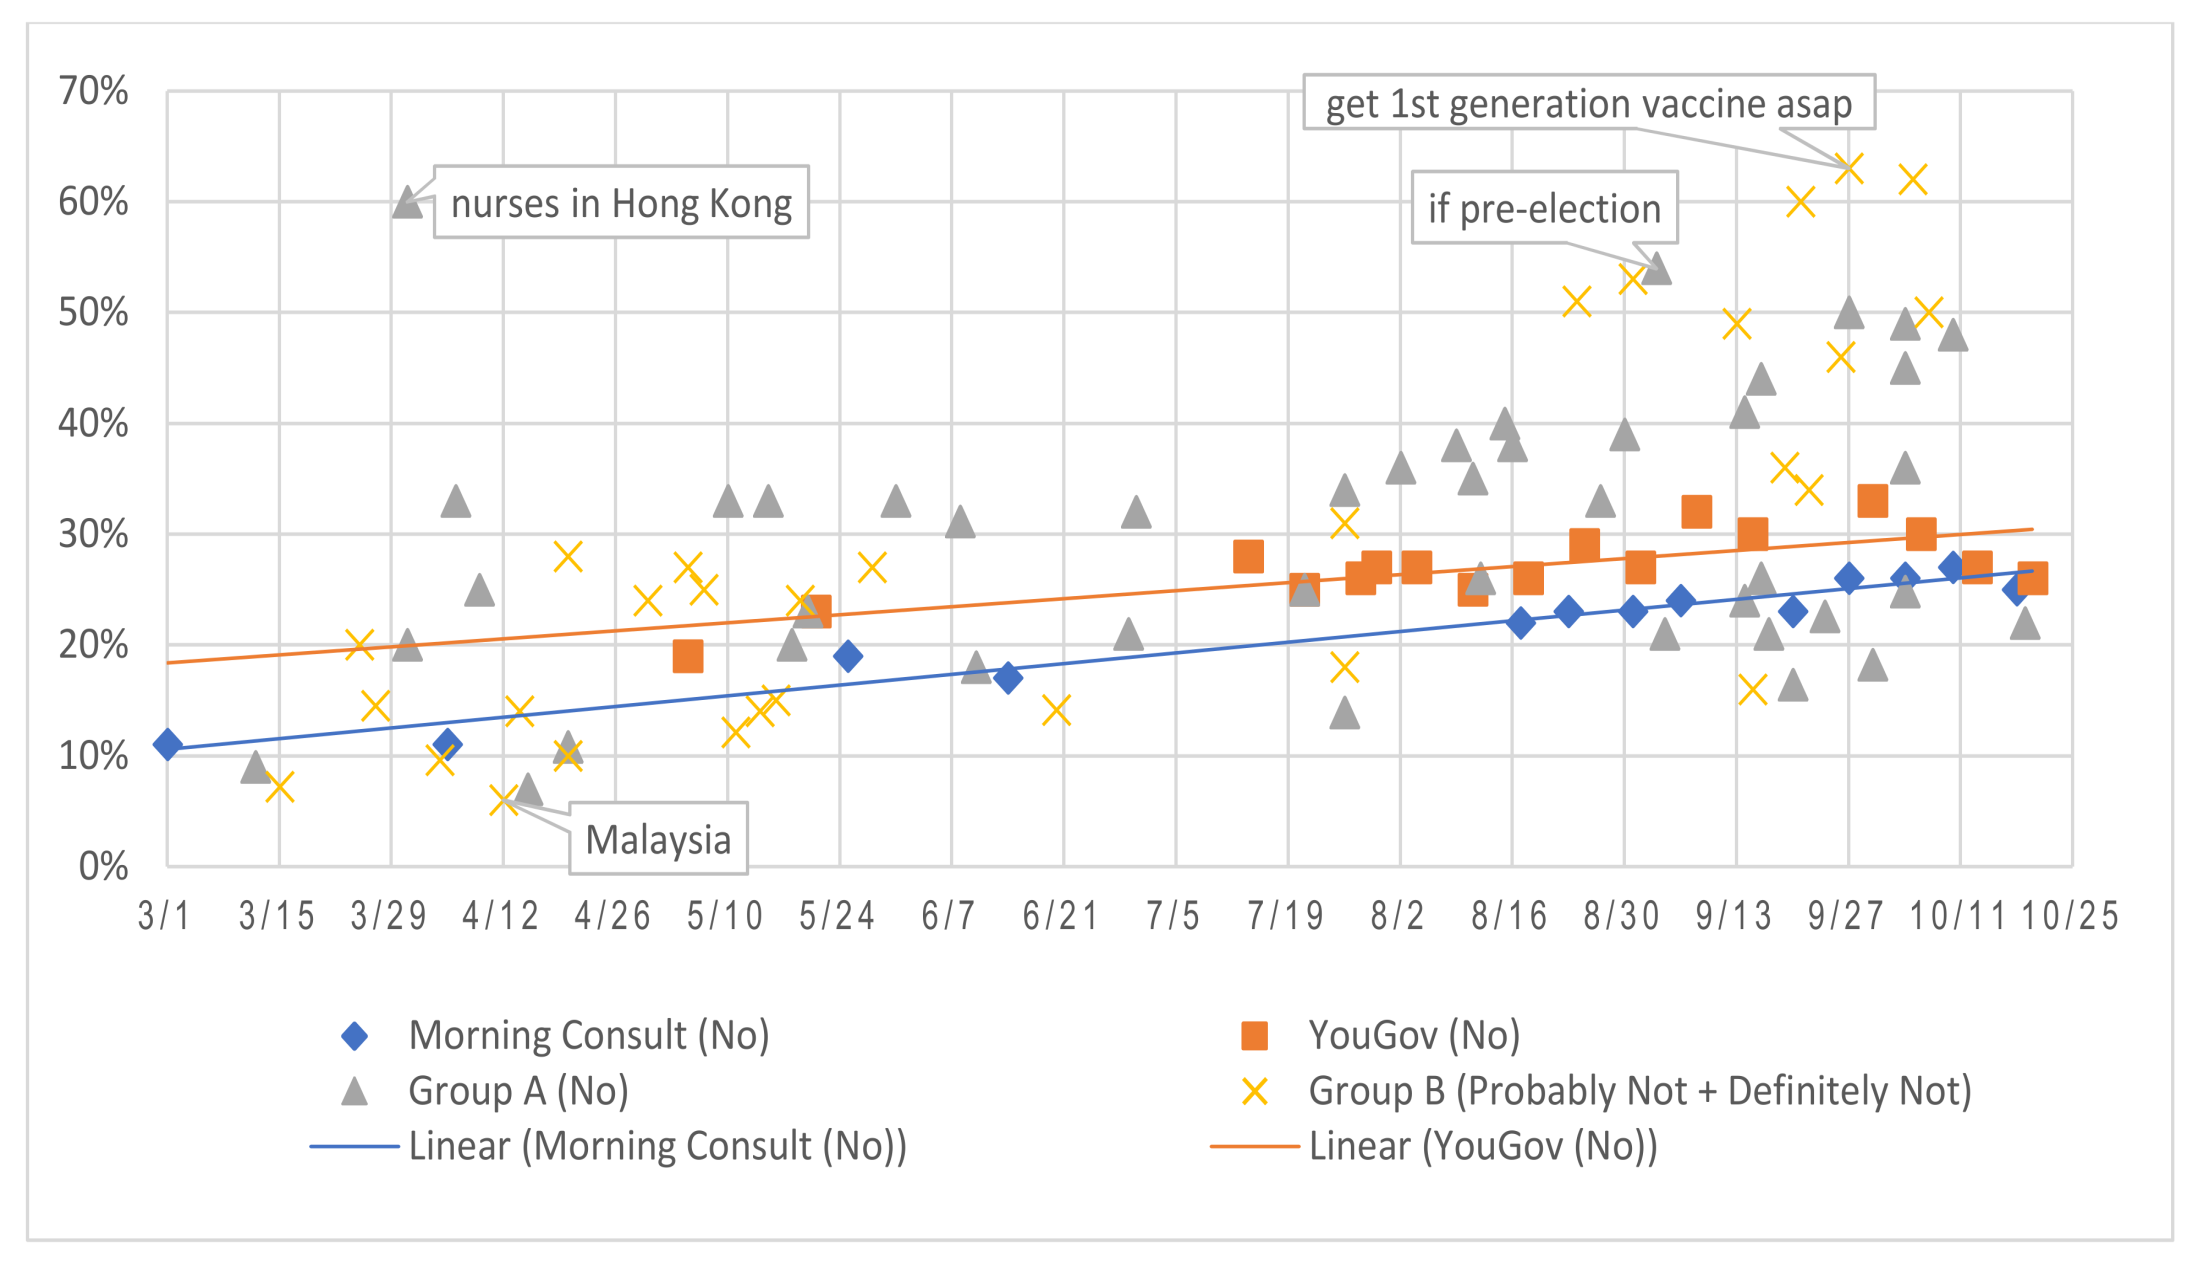 70%
get 1st generation vaccine asap
60%
nurses in Hong Kong
if pre-election
50%
40%
30%
20%
10%
Malaysia
0%
3/1 3/15 3/29 4/12 4/26 5/10 5/24 6/7 6/21 7/5 7/19 8/2 8/16 8/30 9/13 9/27 10/11 10/25
Morning Consult (No) YouGov (No)
Group A (No) Group B (Probably Not + Definitely Not)
Linear (Morning Consult (No)) Linear (YouGov (No))